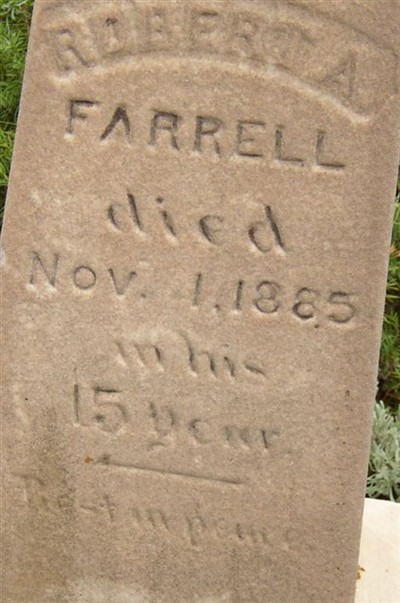 ROBERT A
FARRELL
died
Nov. 1, 1885
in his
15 year.
Rest in peace.